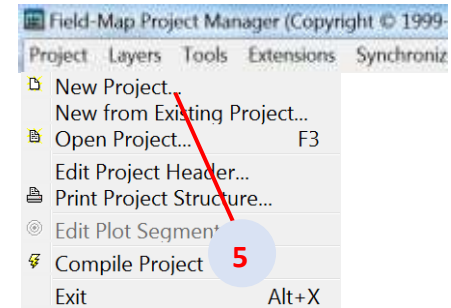 Field-Map Project Manager (Copyright © 1999-
Project Layers Tools Extensions Synchroniz
New Project...
New from Existing Project...
Open Project... F3
Edit Project Header...
Print Project Structure...
Edit Plot Segment
Compile Project
5
Exit Alt+X